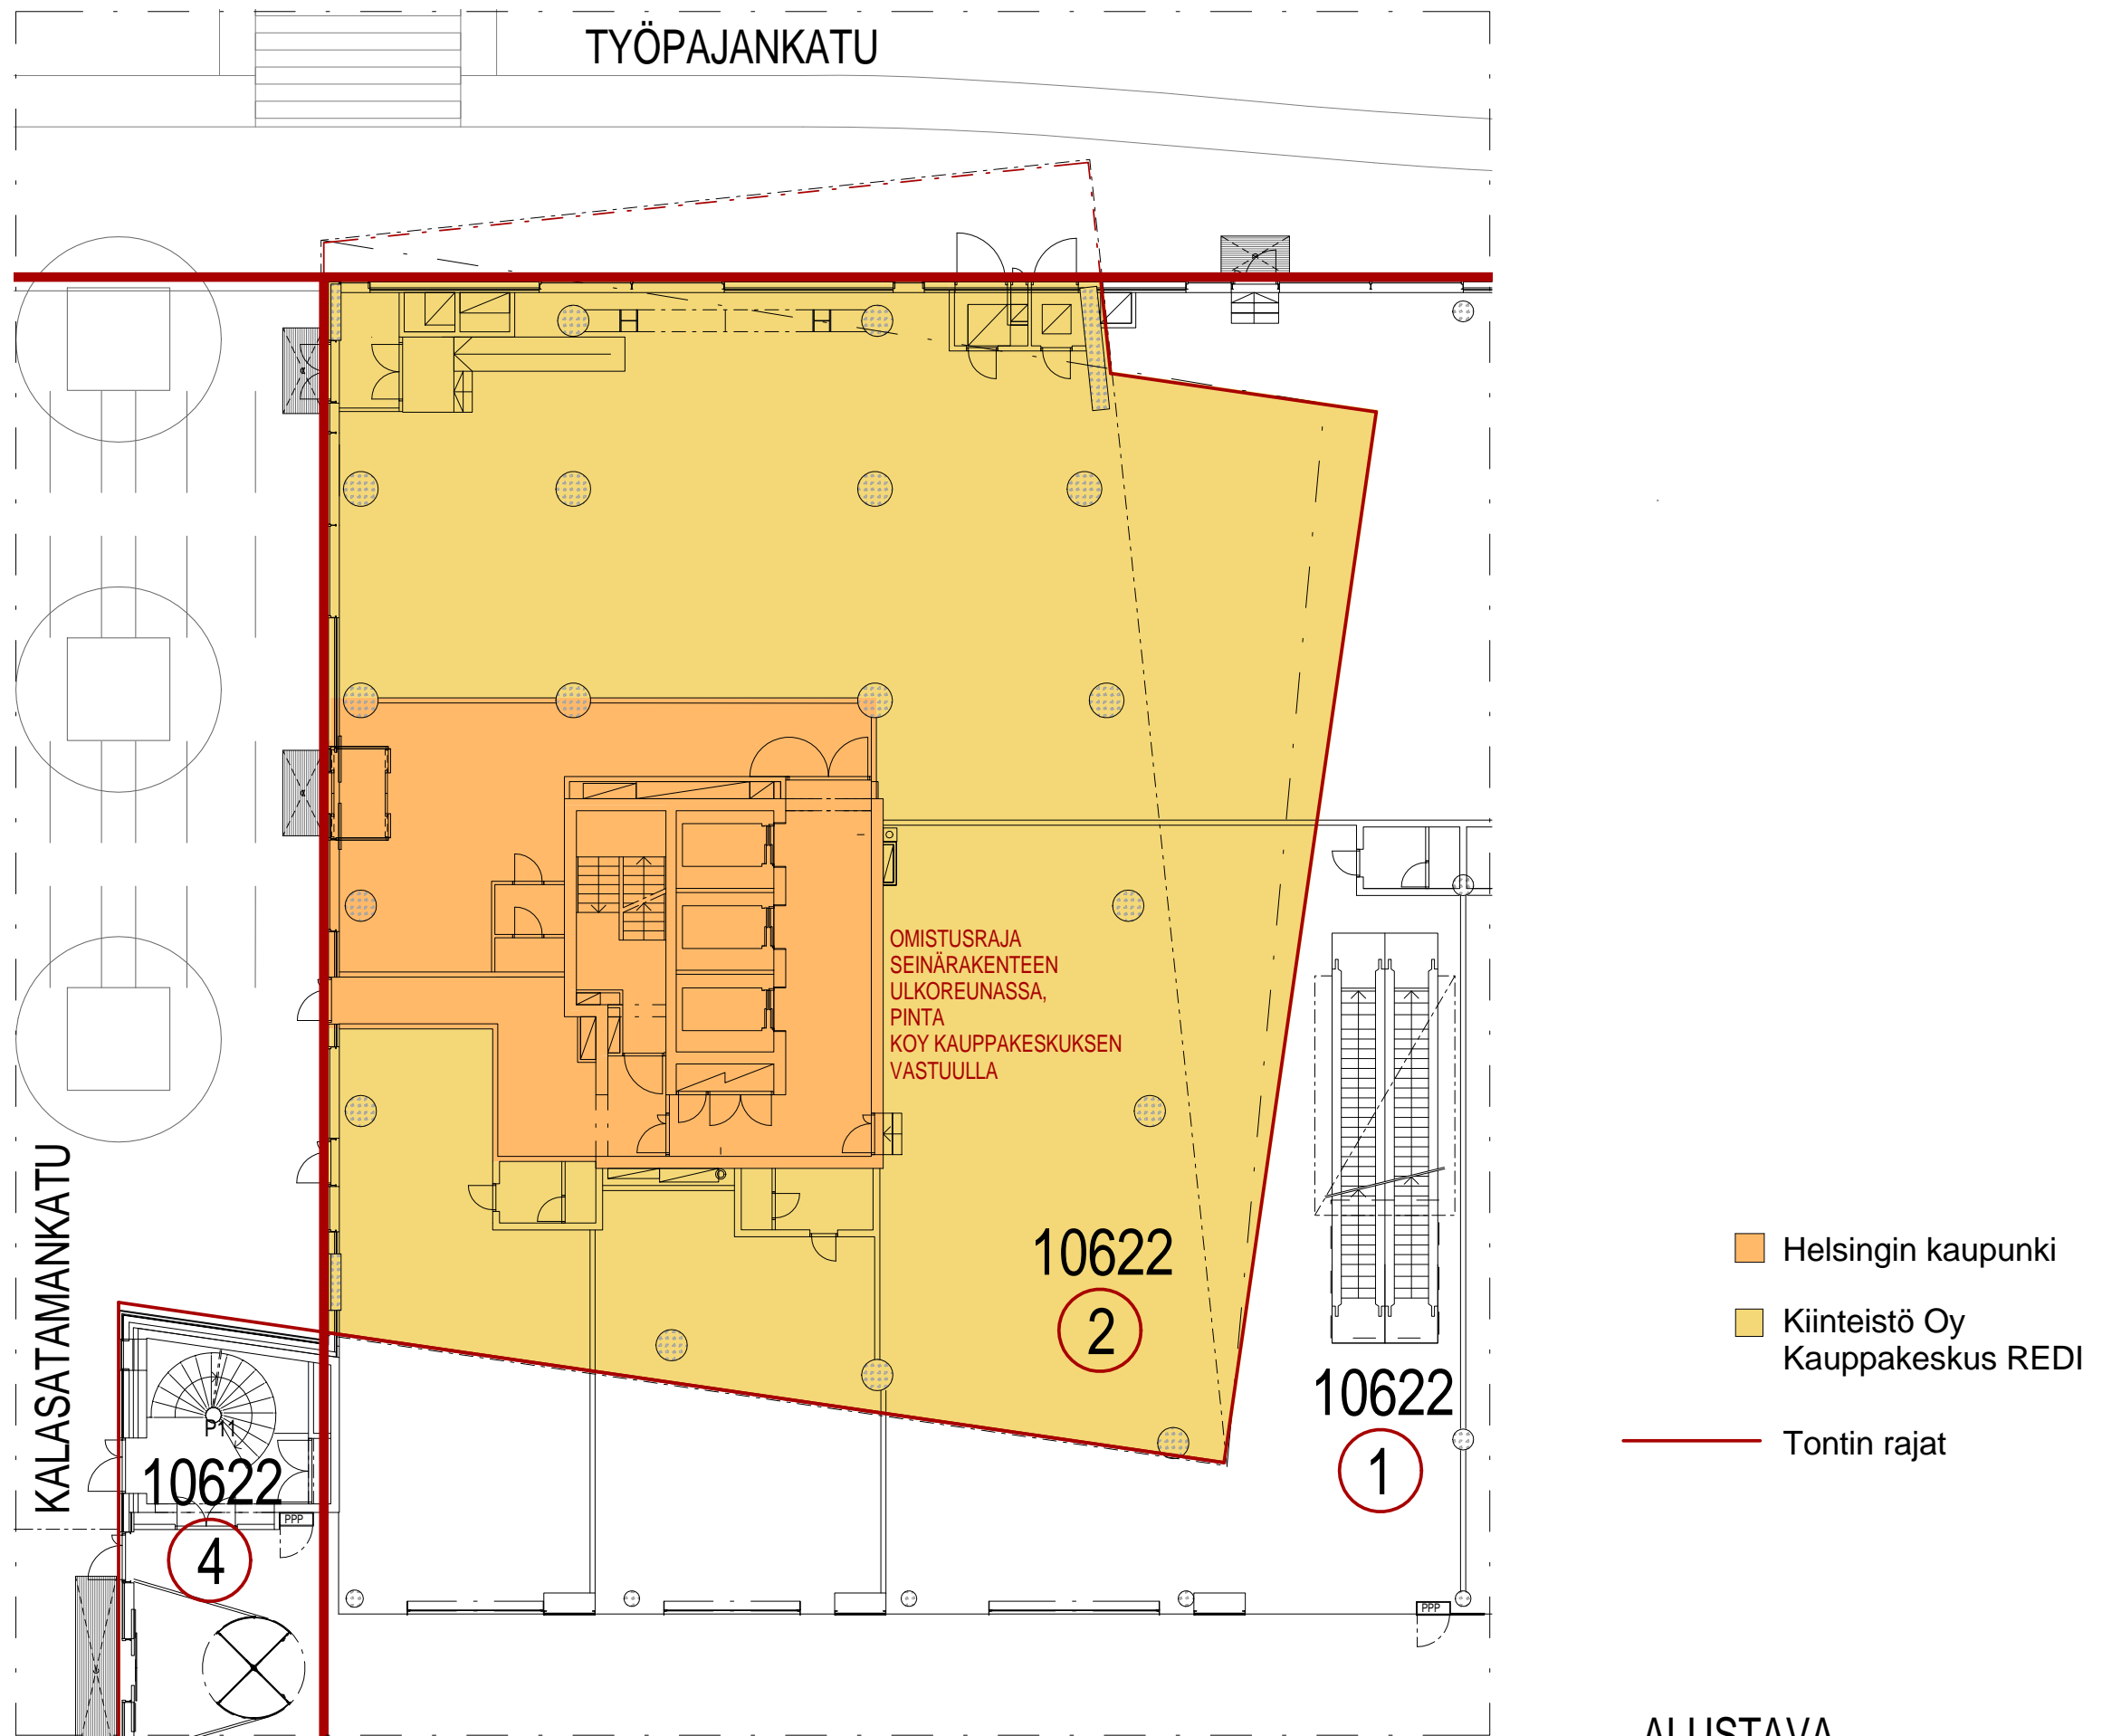 TYÖPAJANKATU
OMISTUSRAJA
SEINÄRAKENTEEN
ULKOREUNASSA,
PINTA
KOY KAUPPAKESKUKSEN
VASTUULLA
KALASATAMANKATU
10622
2
10622
1
P11
10622
4
PPP
PPP
Helsingin kaupunki
Kiinteistö Oy
Kauppakeskus REDI
Tontin rajat
ALUSTAVA